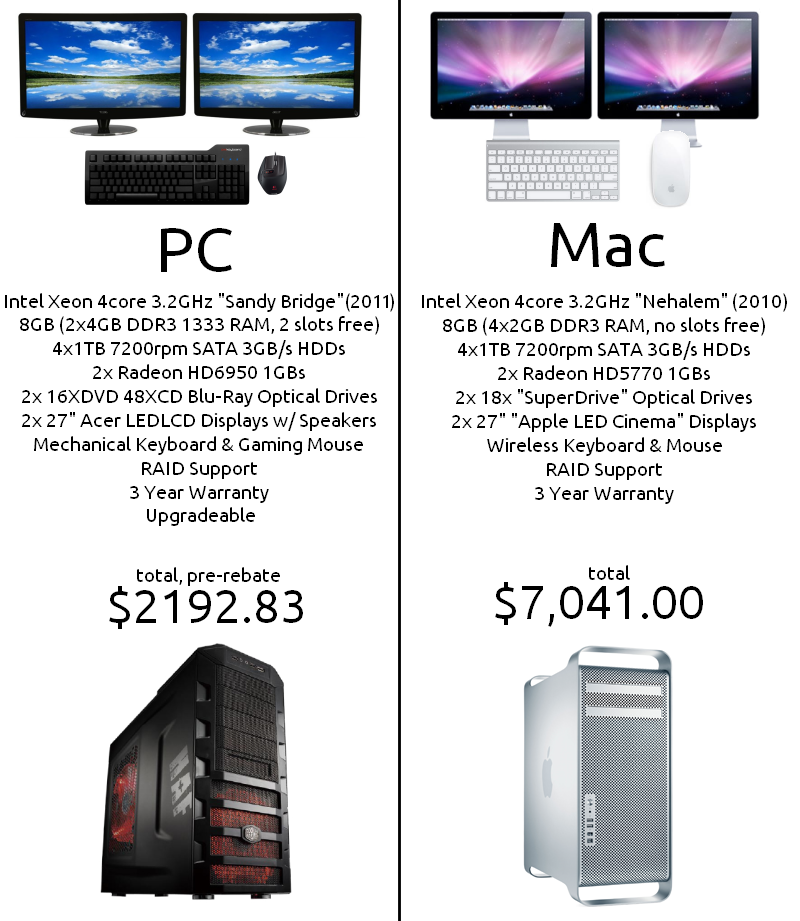 PC
Intel Xeon 4core 3.2GHz "Sandy Bridge"(2011)
8GB (2x4GB DDR3 1333 RAM, 2 slots free)
4x1TB 7200rpm SATA 3GB/s HDDs
2x Radeon HD6950 1GBs
2x 16XDVD 48XCD Blu-Ray Optical Drives
2x 27" Acer LEDLCD Displays w/ Speakers
Mechanical Keyboard & Gaming Mouse
RAID Support
3 Year Warranty
Upgradeable
total, pre-rebate
$2192.83
HAF
Mac
Intel Xeon 4core 3.2GHz "Nehalem" (2010)
8GB (4x2GB DDR3 RAM, no slots free)
4x1TB 7200rpm SATA 3GB/s HDDs
2x Radeon HD5770 1GBs
2x 18x "SuperDrive" Optical Drives
2x 27" "Apple LED Cinema" Displays
Wireless Keyboard & Mouse
RAID Support
3 Year Warranty
total
$7,041.00